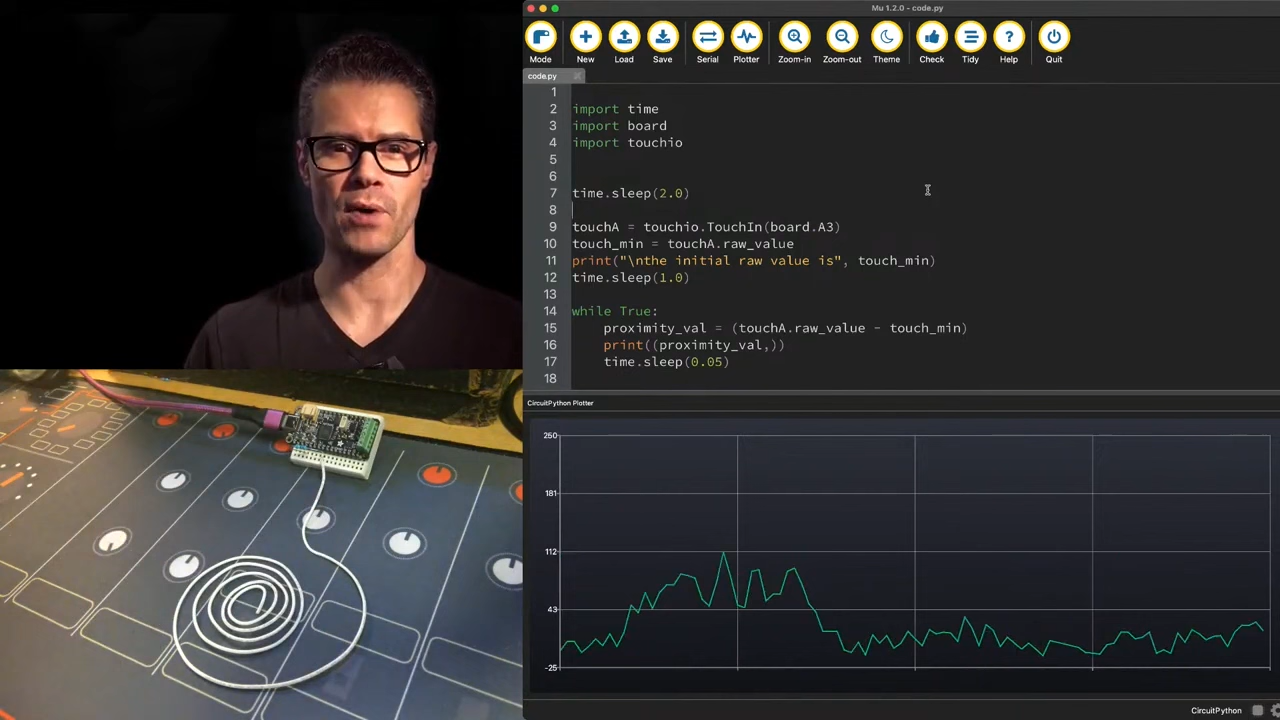 Mu 1.2.0 - code.py
Mode New Load Save Serial Plotter Zoom-in Zoom-out Theme Check Tidy Help Quit
code.py
1
2 import time
3 import board
4 import touchio
5
6
7 time.sleep(2.0)
8
9 touchA = touchio.TouchIn(board.A3)
10 touch_min = touchA.raw_value
11 print("\nthe initial raw value is", touch_min)
12 time.sleep(1.0)
13
14 while True:
15 proximity_val = (touchA.raw_value - touch_min)
16 print((proximity_val,))
17 time.sleep(0.05)
18
CircuitPython Plotter
250
181
112
43
-25
CircuitPython